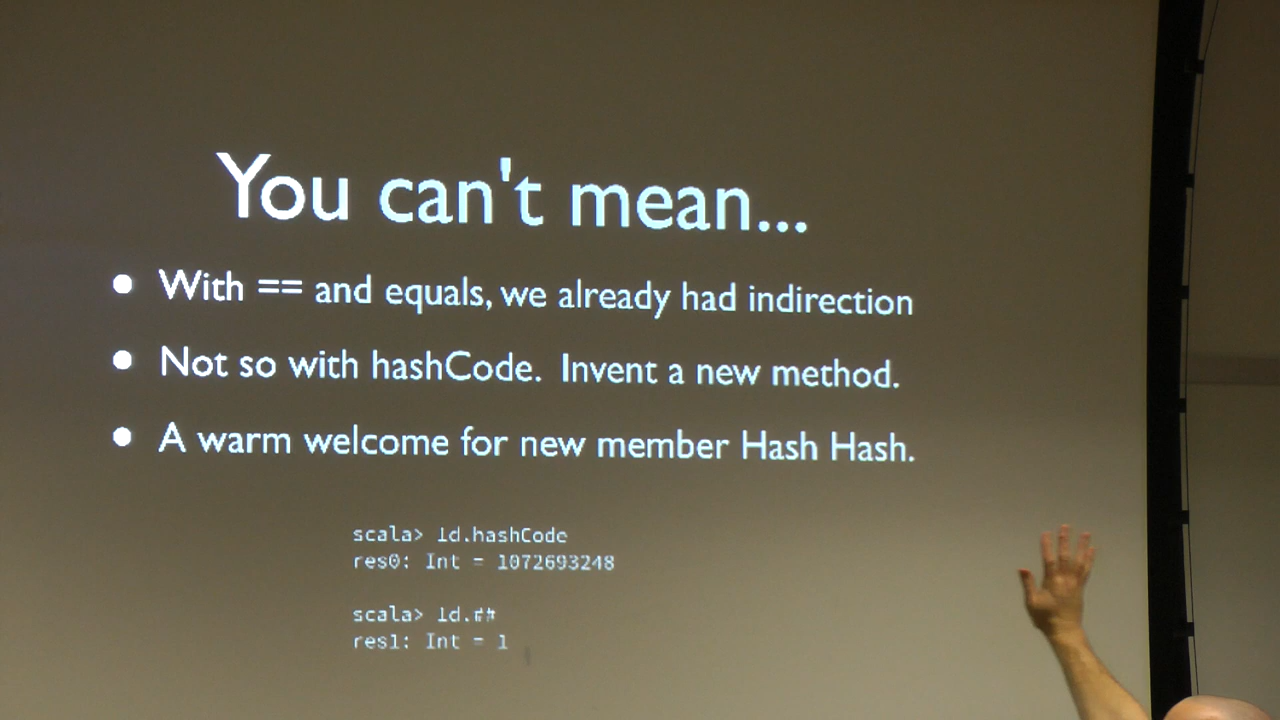 You can't mean...
With == and equals, we already had indirection
Not so with hashCode. Invent a new method.
A warm welcome for new member Hash Hash.
scala> 1d.hashCode
res0: Int = 1072693248
scala> 1d.##
res1: Int = 1